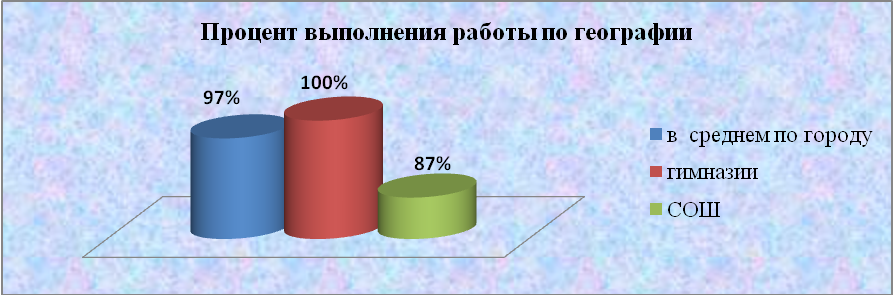 Процент выполнения работы по географии
97%
100%
87%
в среднем по городу
гимназии
СОШ